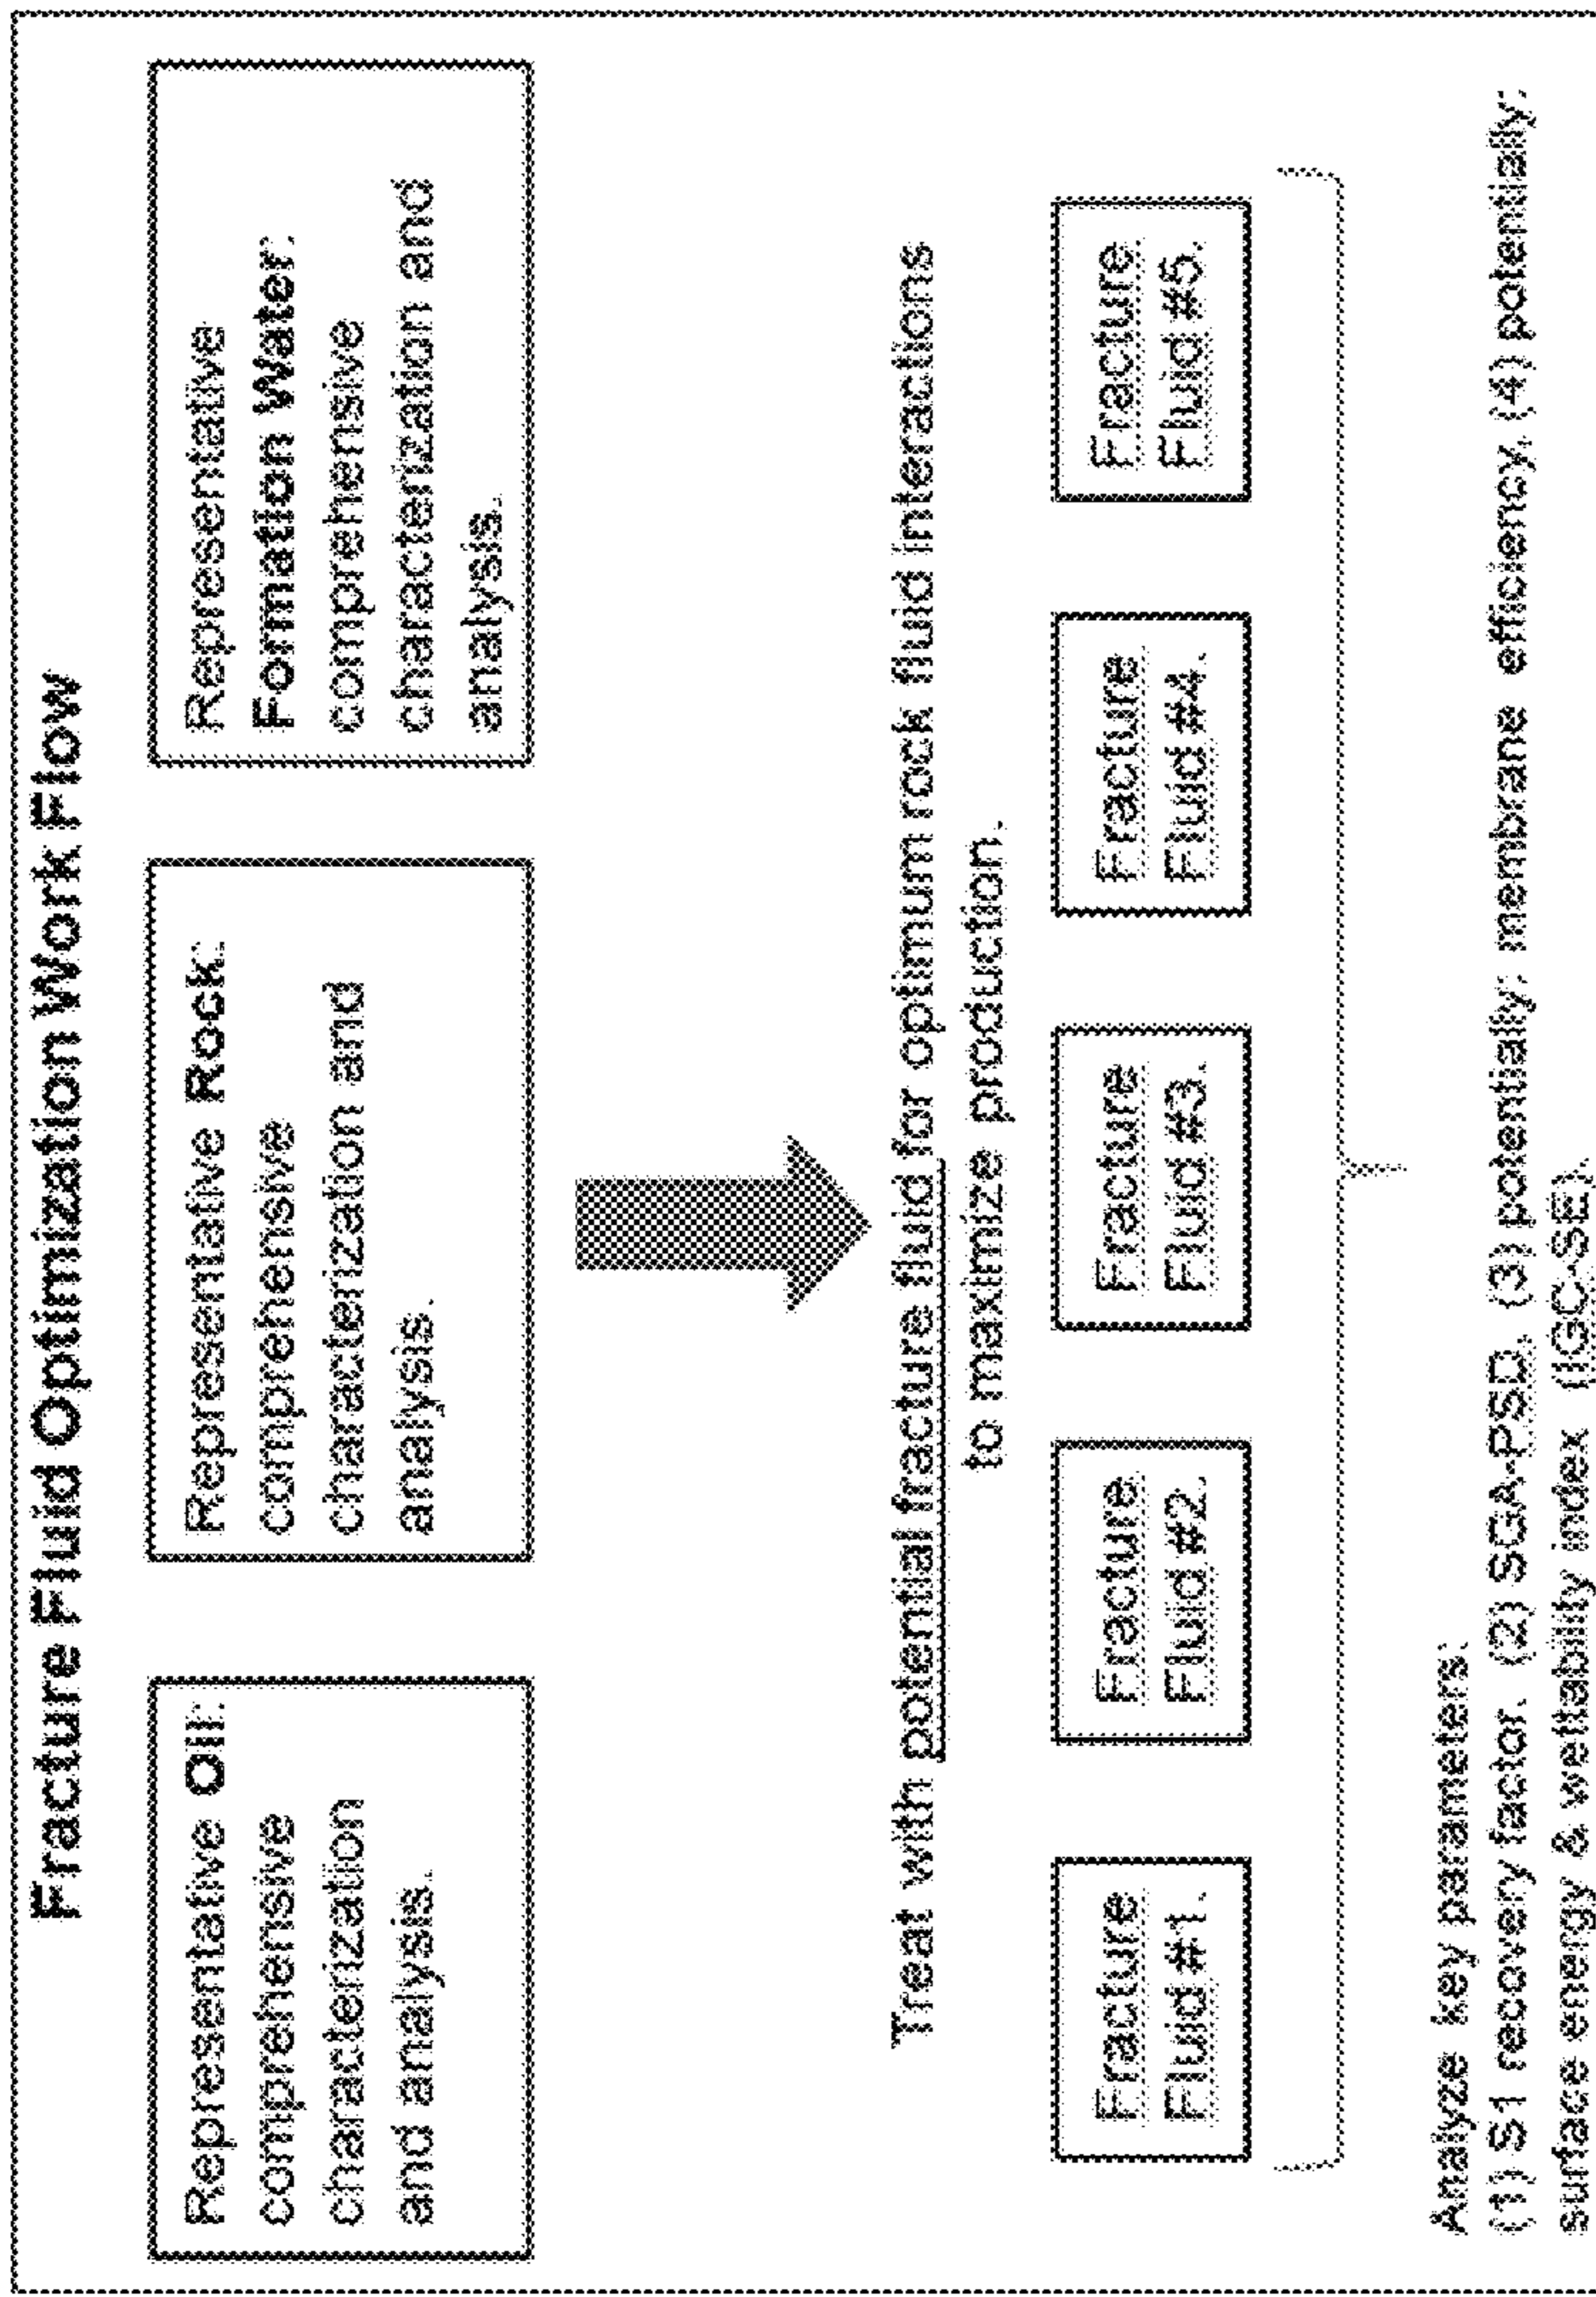 Fracture Fluid Optimization Work Flow
Representative Oil:
comprehensive
characterization
and analysis.
Representative Rock:
comprehensive
characterization and
analysis.
Representative
Formation Water:
comprehensive
characterization and
analysis.
Treat with potential fracture fluid for optimum rock fluid interactions
to maximize production.
Fracture
Fluid #1.
Fracture
Fluid #2.
Fracture
Fluid #3.
Fracture
Fluid #4.
Fracture
Fluid #5.
Analyze key parameters:
(1) S1 recovery factor. (2) SGA-PSD, (3) potentially; membrane efficiency, (4) potentially;
surface energy & wettability index (IGC-SE).